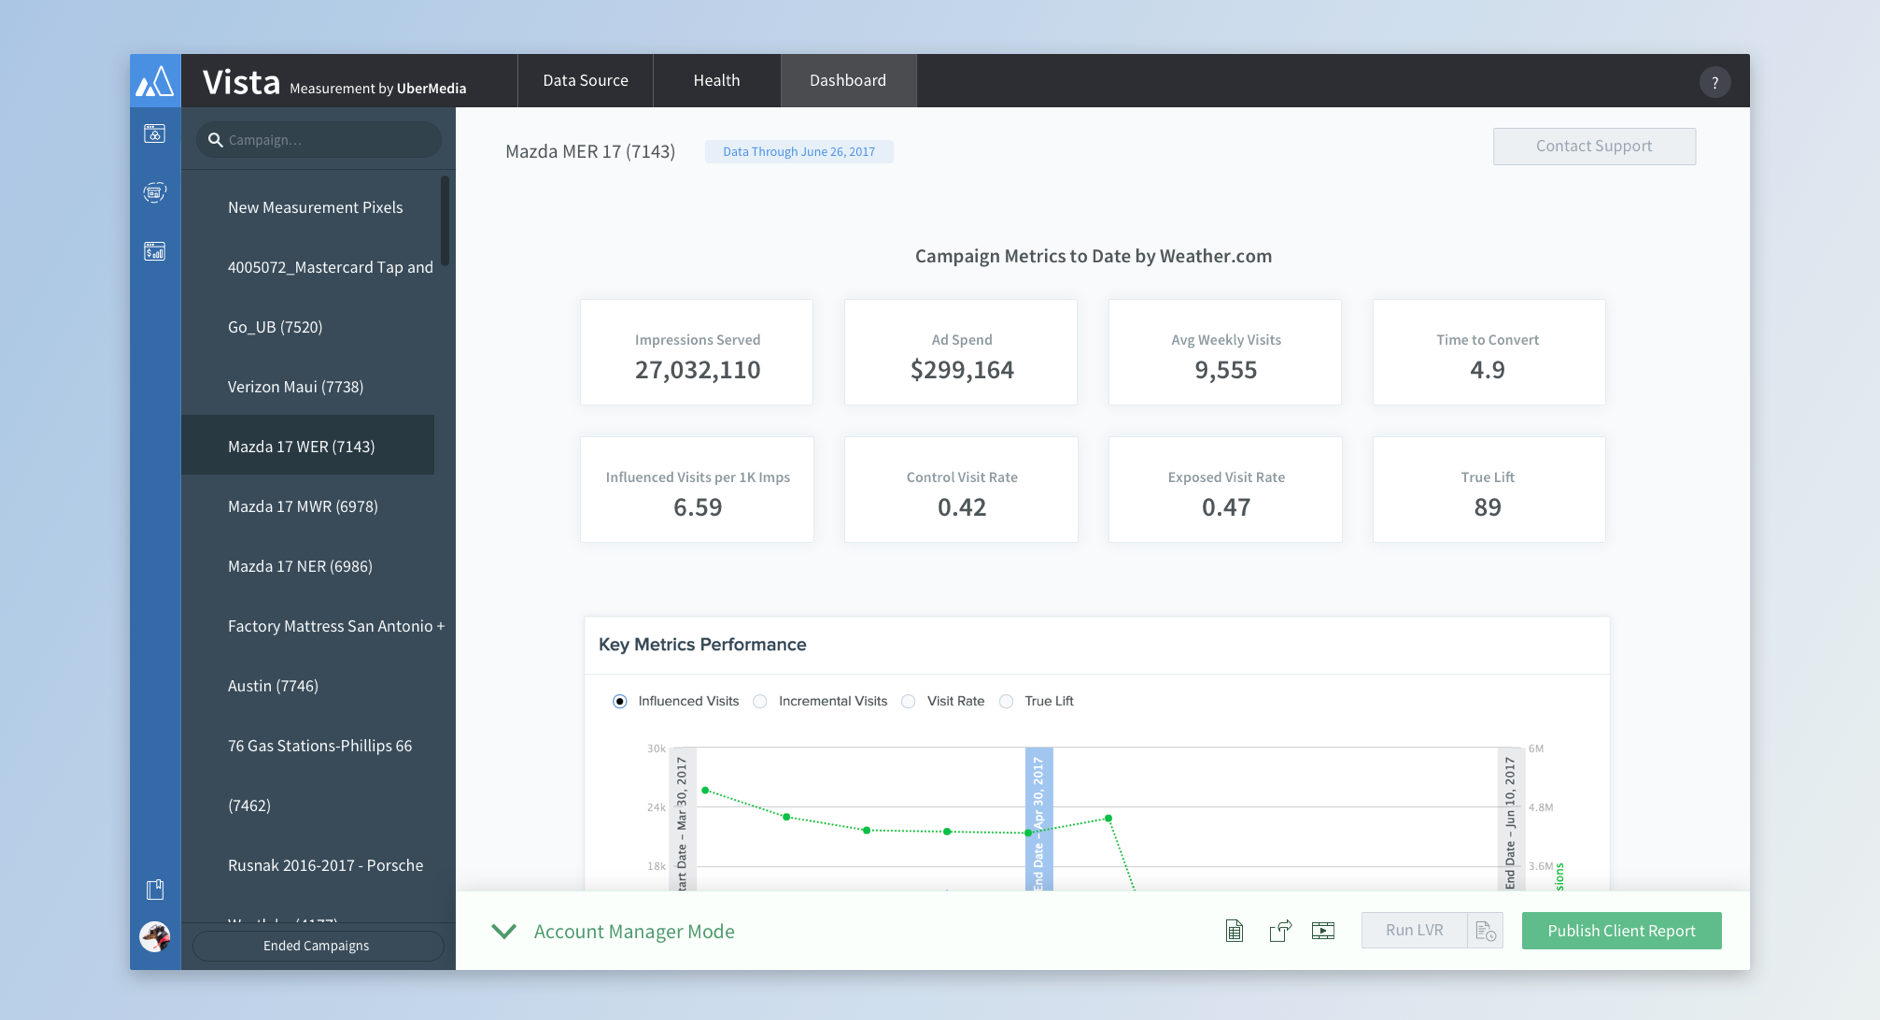 Vista Measurement by UberMedia
Data Source
Health
Dashboard
?
Campaign...
New Measurement Pixels
4005072_Mastercard Tap and
Go_UB (7520)
Verizon Maui (7738)
Mazda 17 WER (7143)
Mazda 17 MWR (6978)
Mazda 17 NER (6986)
Factory Mattress San Antonio +
Austin (7746)
76 Gas Stations-Phillips 66
(7462)
Rusnak 2016-2017 - Porsche
Ended Campaigns
Mazda MER 17 (7143)
Data Through June 26, 2017
Contact Support
Campaign Metrics to Date by Weather.com
Impressions Served
27,032,110
Ad Spend
$299,164
Avg Weekly Visits
9,555
Time to Convert
4.9
Influenced Visits per 1K Imps
6.59
Control Visit Rate
0.42
Exposed Visit Rate
0.47
True Lift
89
Key Metrics Performance
Influenced Visits
Incremental Visits
Visit Rate
True Lift
30k
24k
18k
tart Date – Mar 30, 2017
End Date – Apr 30, 2017
End Date – Jun 10, 2017
6M
4.8M
3.6M
sions
Account Manager Mode
Run LVR
Publish Client Report